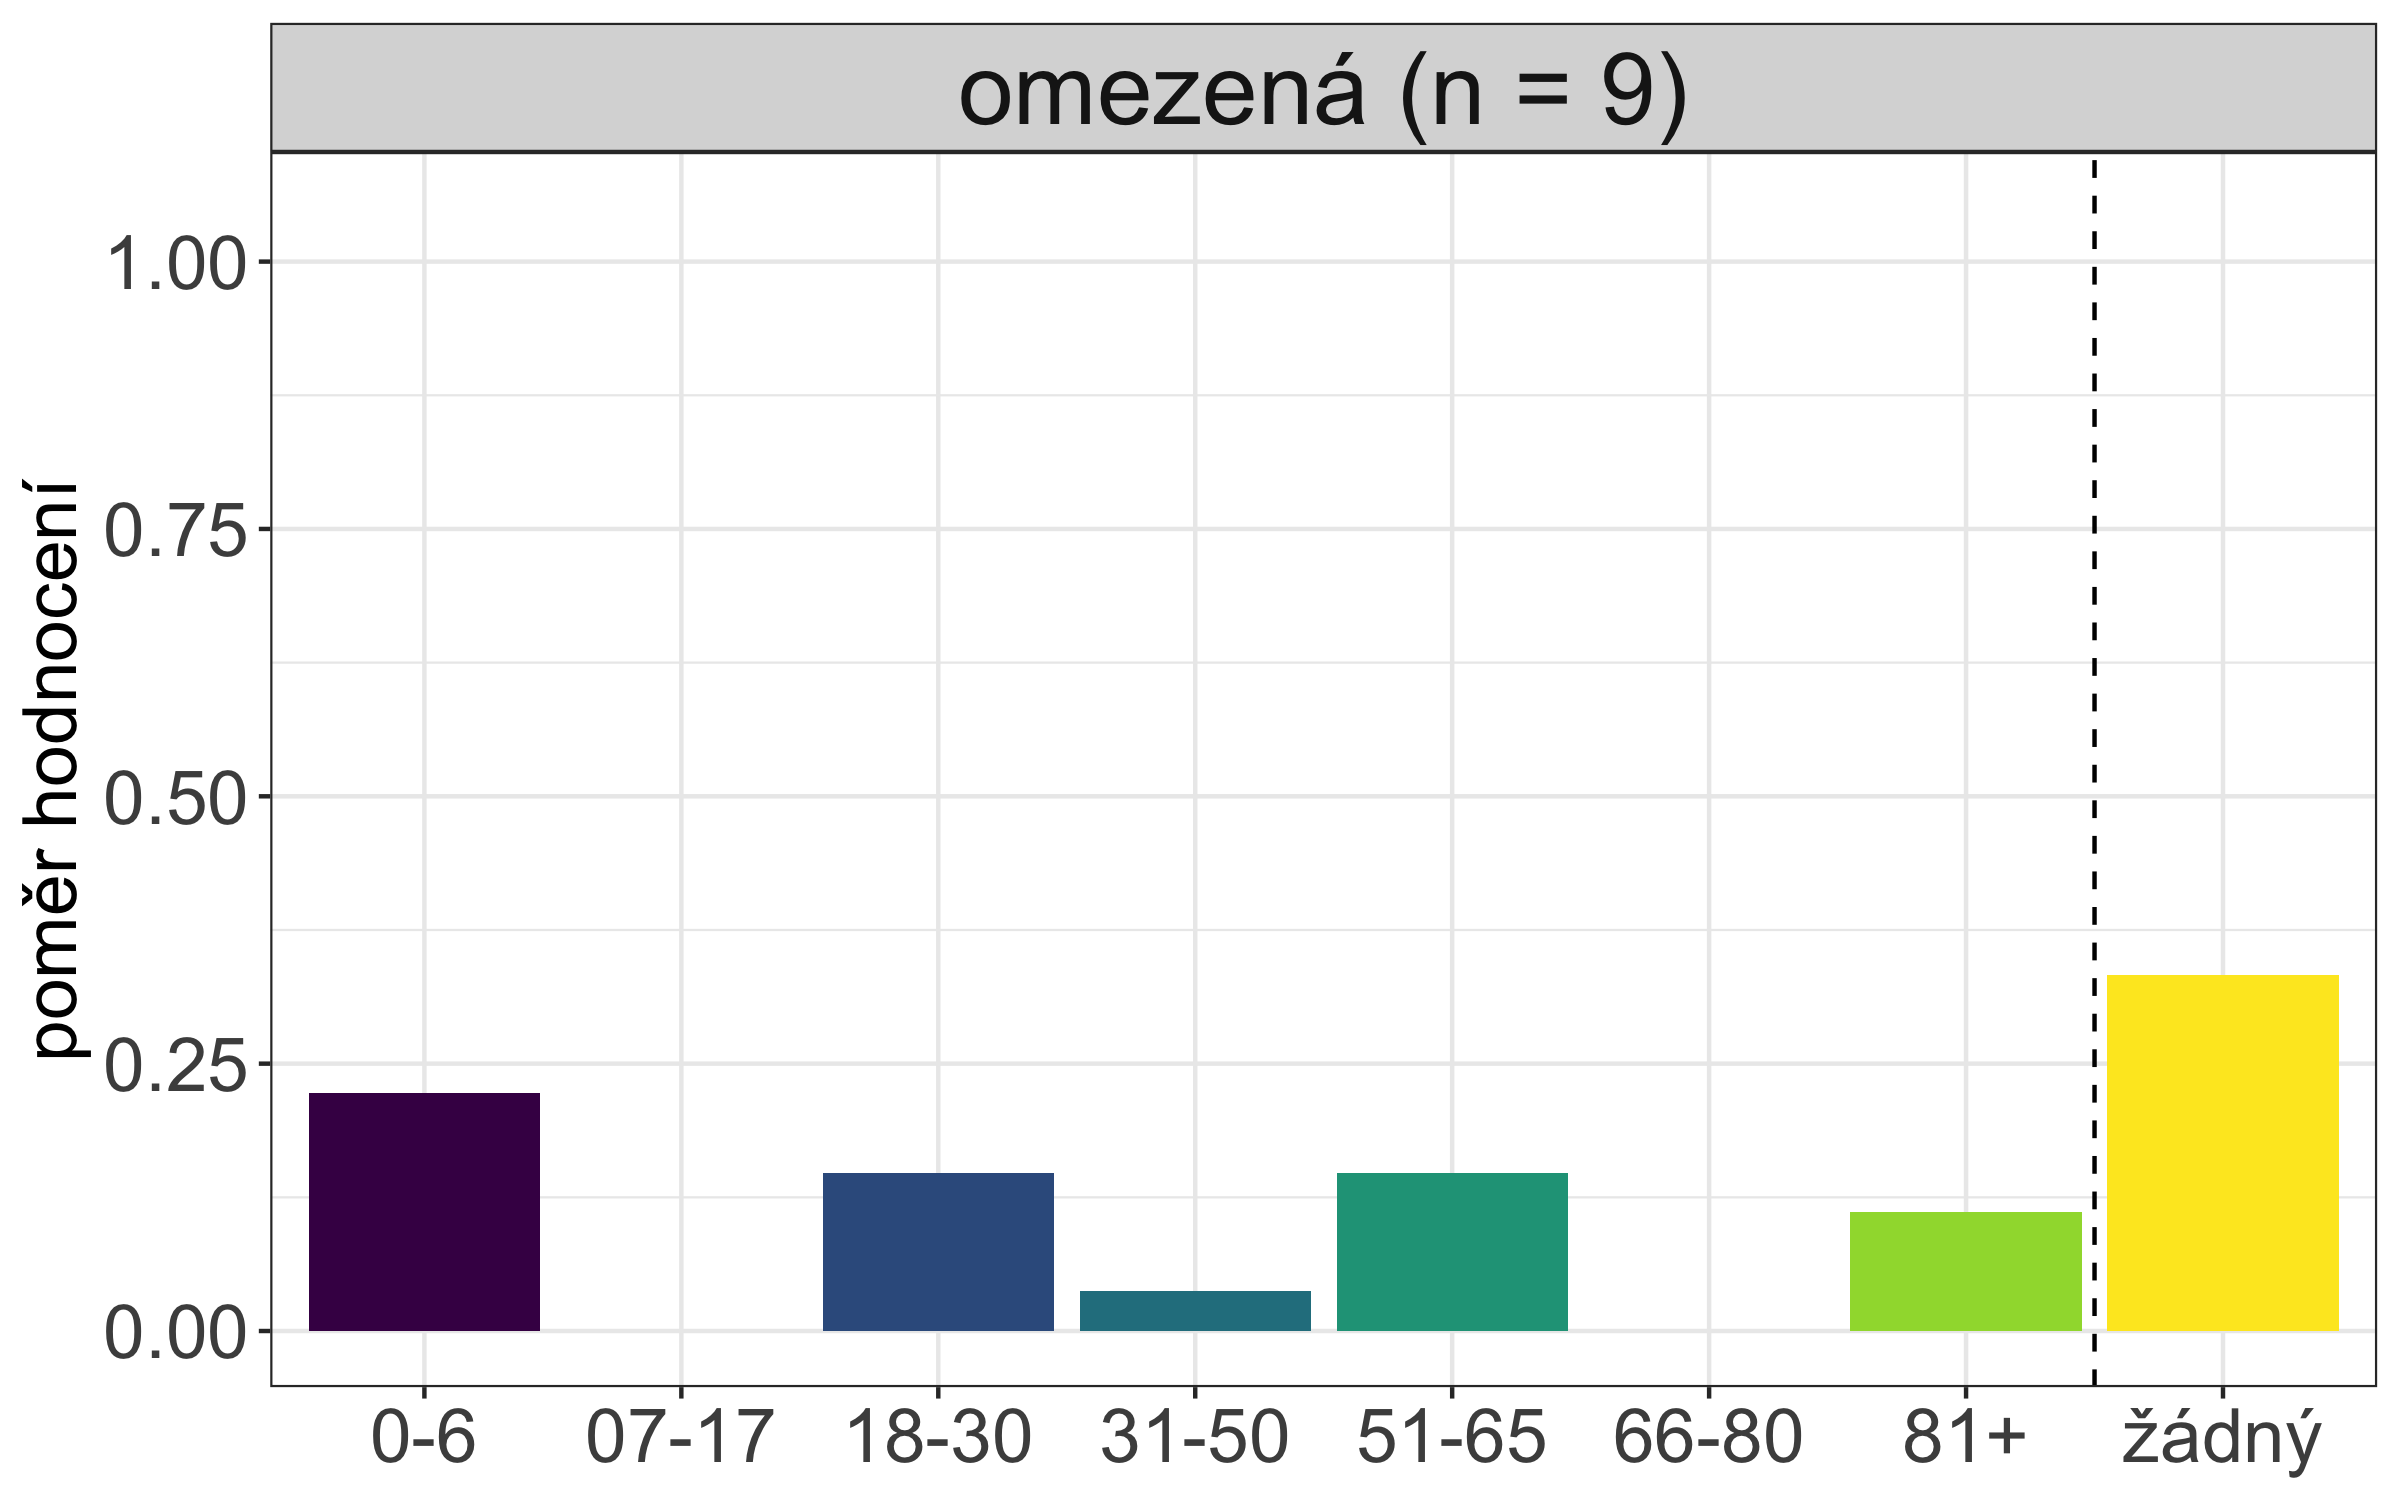 omezená (n = 9)
poměr hodnocení
1.00
0.75
0.50
0.25
0.00
0-6 07-17 18-30 31-50 51-65 66-80 81+ žádný